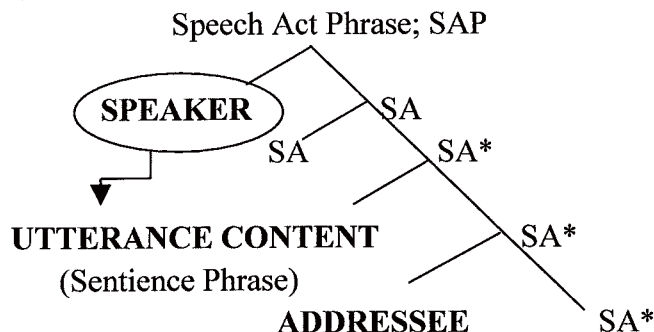 Speech Act Phrase; SAP
SPEAKER
SA
SA
SA*
UTTERANCE CONTENT
SA*
(Sentience Phrase)
ADDRESSEE
SA*